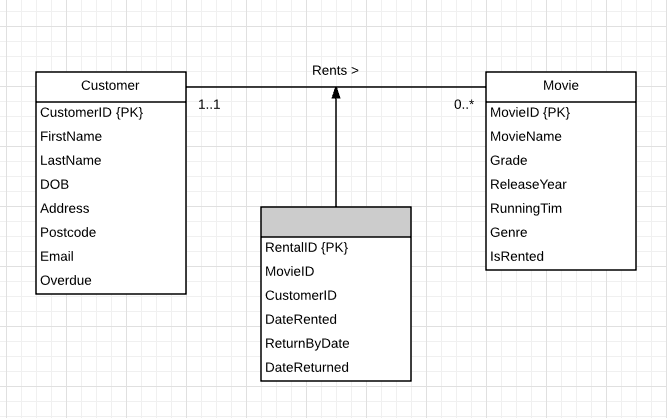 Rents >
Customer
1..1
0..*
Movie
CustomerID {PK}
FirstName
LastName
DOB
Address
Postcode
Email
Overdue
RentalID {PK}
MovieID
CustomerID
DateRented
ReturnByDate
DateReturned
MovieID {PK}
MovieName
Grade
ReleaseYear
RunningTim
Genre
IsRented